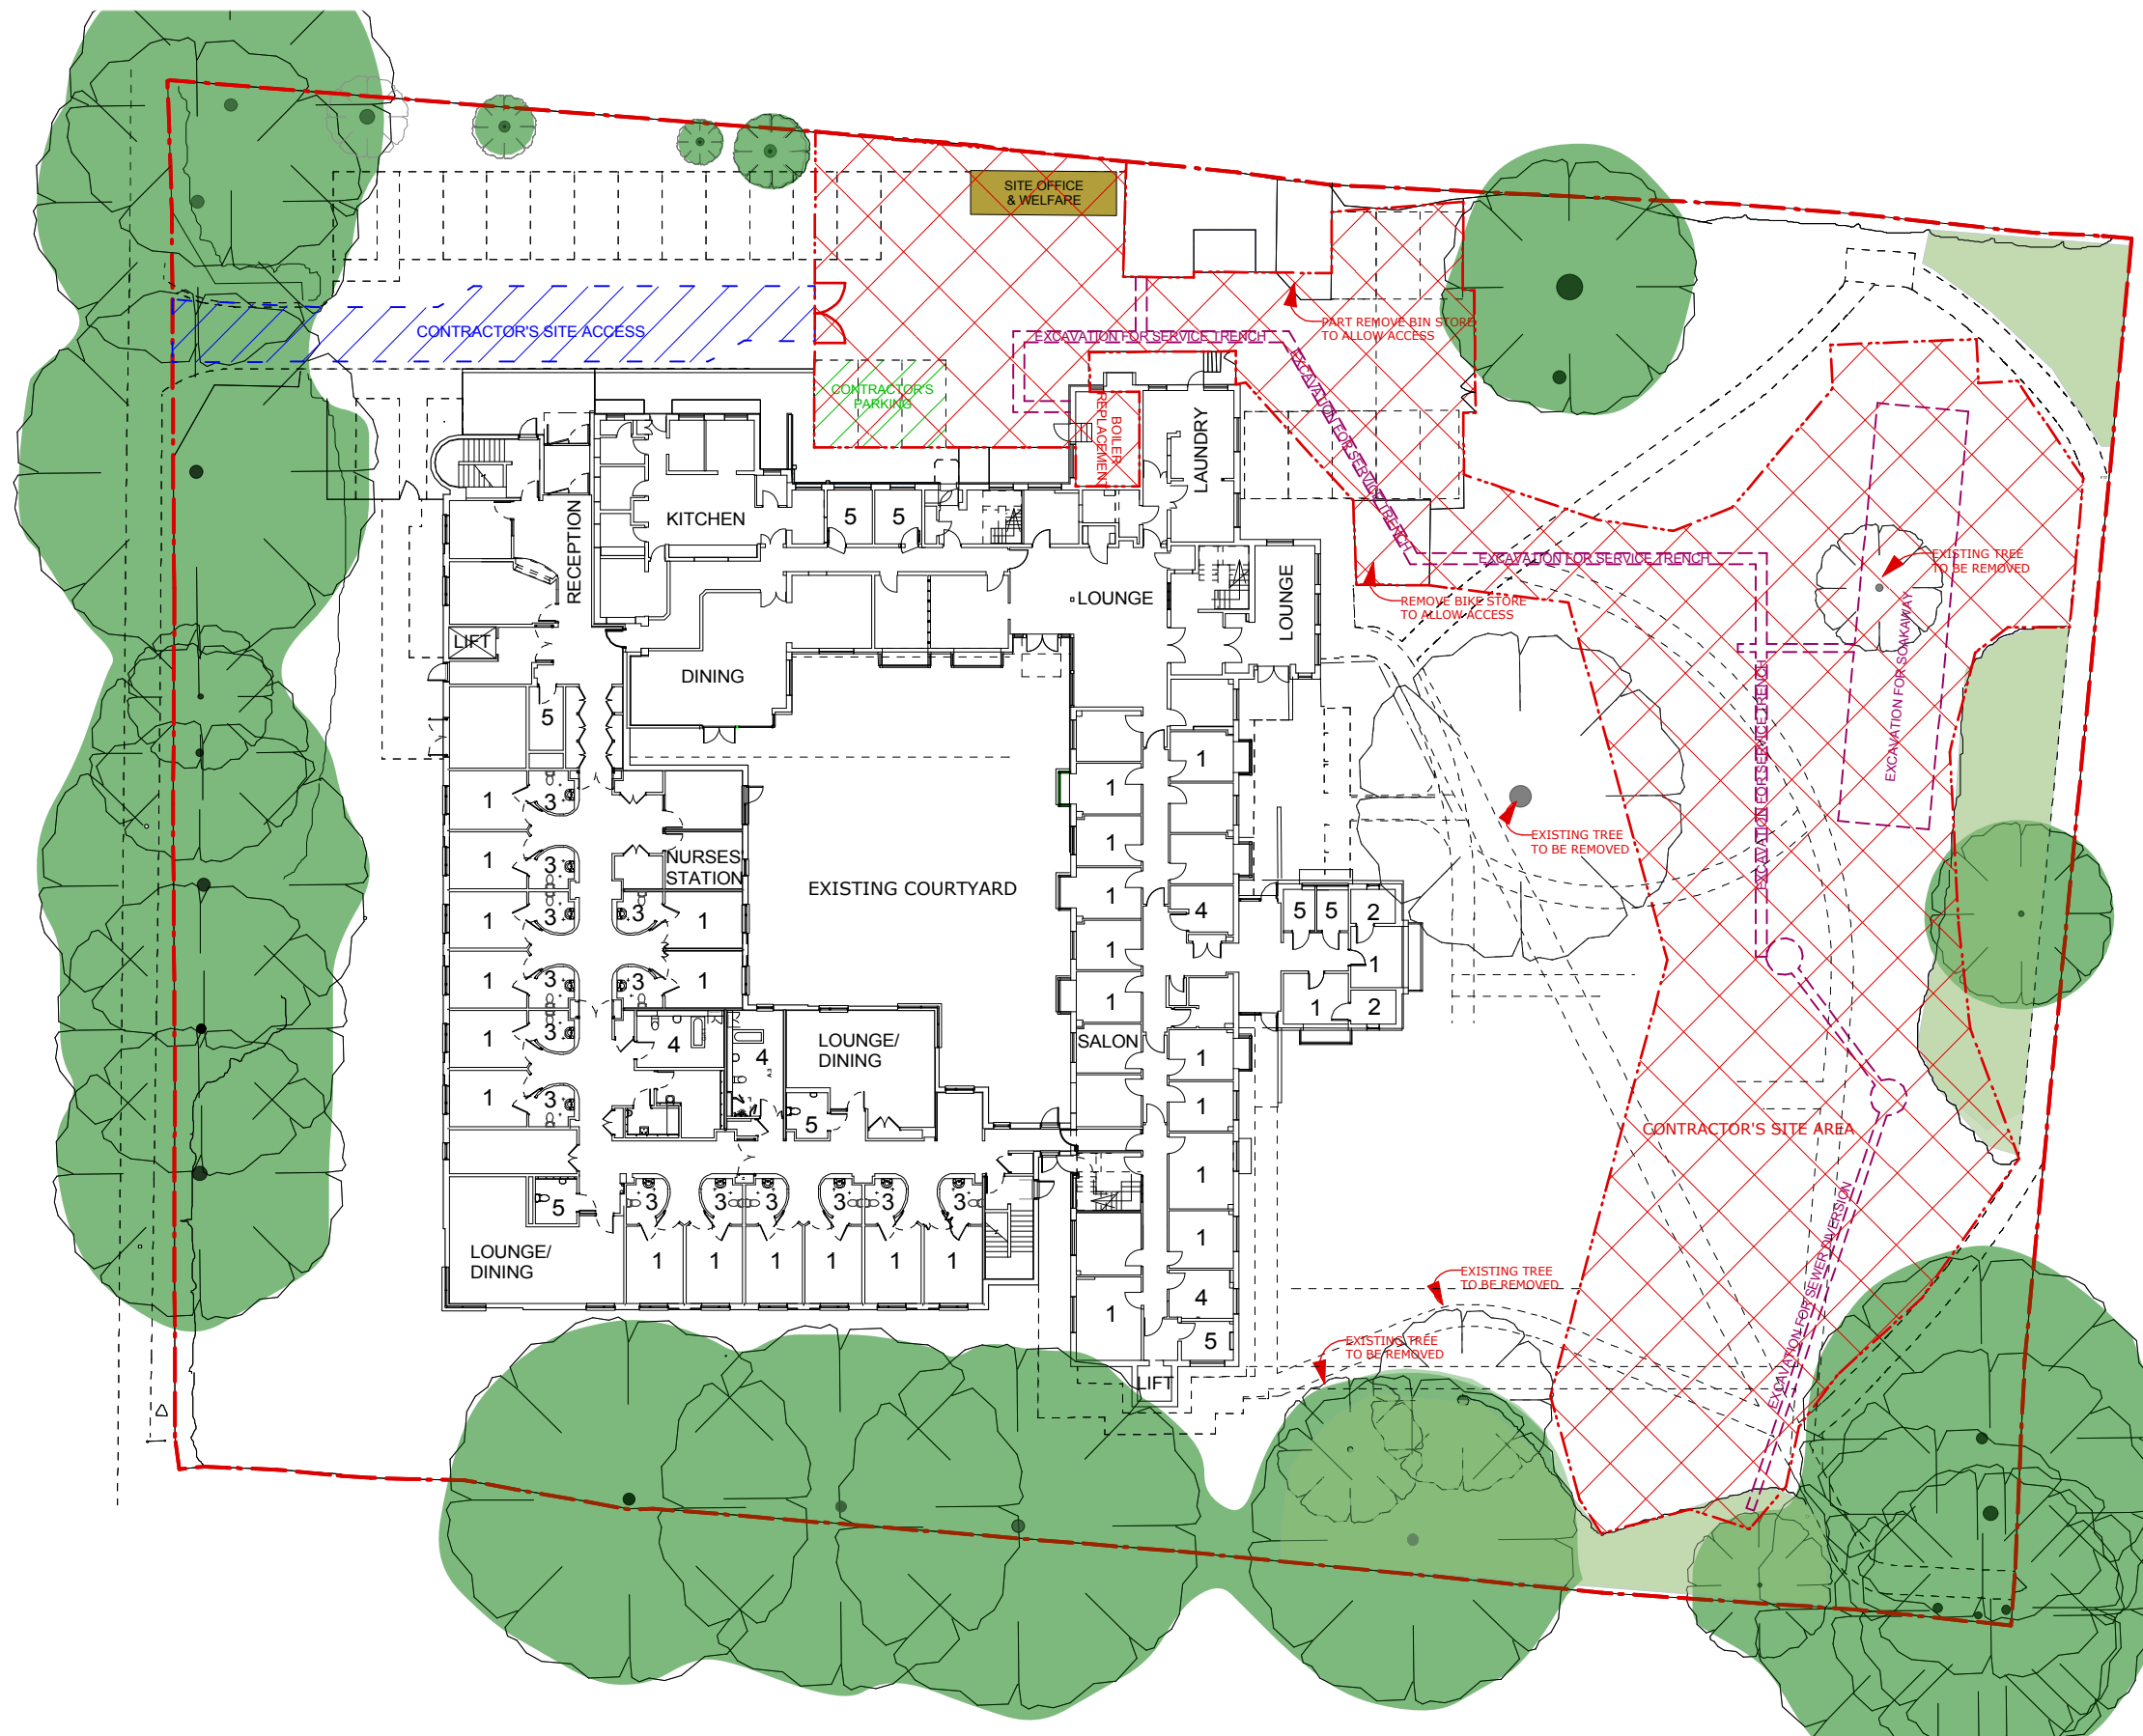 SITE OFFICE
& WELFARE
CONTRACTOR'S SITE ACCESS
PART REMOVE BIN STORE
TO ALLOW ACCESS
EXCAVATION FOR SERVICE TRENCH
CONTRACTOR'S
PARKING
BOILER
REPLACEMENT
LAUNDRY
EXCAVATION FOR SERVICE TRENCH
KITCHEN
5
5
RECEPTION
EXCAVATION FOR SERVICE TRENCH
EXISTING TREE
TO BE REMOVED
LOUNGE
LOUNGE
REMOVE BIKE STORE
TO ALLOW ACCESS
LIFT
DINING
EXCAVATION FOR SOAKAWAY
5
EXCAVATION FOR SERVICE TRENCH
1
1
1
3
1
EXISTING TREE
TO BE REMOVED
1
3
NURSES'
STATION
EXISTING COURTYARD
1
1
3
3
1
4
5
5
2
1
1
1
3
3
1
1
1
2
1
3
4
4
A.3
LOUNGE/
DINING
SALON
1
1
3
5
1
CONTRACTOR'S SITE AREA
5
3
3
3
3
3
3
1
LOUNGE/
DINING
1
1
1
1
1
1
1
EXCAVATION FOR SEWER DIVERSION
EXISTING TREE
TO BE REMOVED
1
4
5
EXISTING TREE
TO BE REMOVED
LIFT